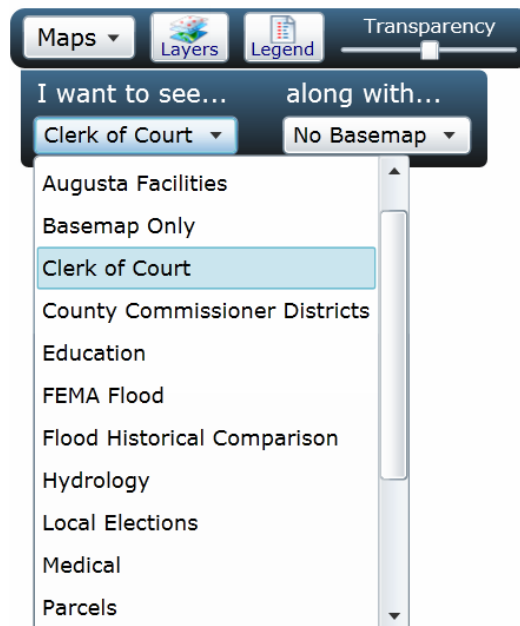 Maps Layers Legend Transparency
I want to see... along with...
Clerk of Court No Basemap
Augusta Facilities
Basemap Only
Clerk of Court
County Commissioner Districts
Education
FEMA Flood
Flood Historical Comparison
Hydrology
Local Elections
Medical
Parcels